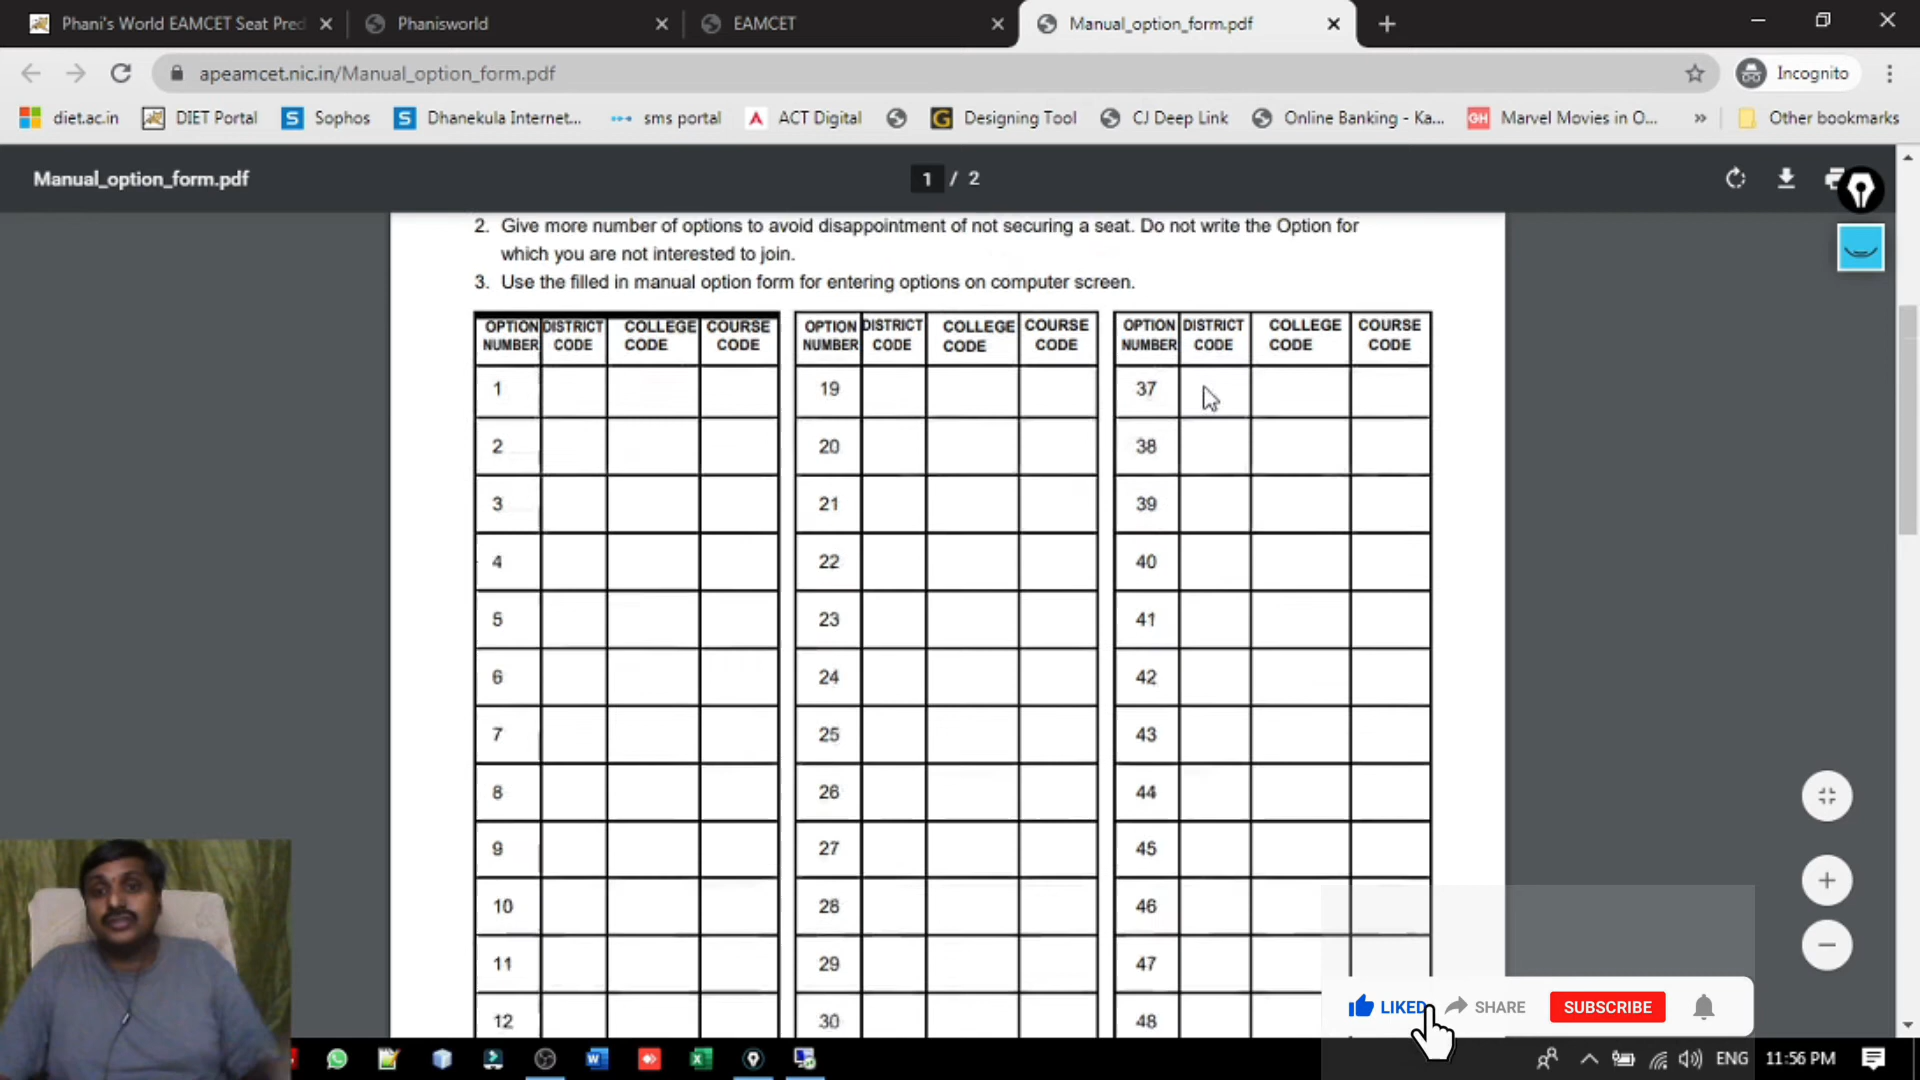 Phani's World EAMCET Seat Pred
Phanisworld
EAMCET
Manual_option_form.pdf
apeamcet.nic.in/Manual_option_form.pdf
Incognito
diet.ac.in
DIET Portal
Sophos
Dhanekula Internet...
sms portal
ACT Digital
Designing Tool
CJ Deep Link
Online Banking - Ka...
Marvel Movies in O...
»
Other bookmarks
Manual_option_form.pdf
1 / 2
2. Give more number of options to avoid disappointment of not securing a seat. Do not write the Option for
which you are not interested to join.
3. Use the filled in manual option form for entering options on computer screen.
OPTION NUMBER DISTRICT CODE COLLEGE CODE COURSE CODE OPTION NUMBER DISTRICT CODE COLLEGE CODE COURSE CODE OPTION NUMBER DISTRICT CODE COLLEGE CODE COURSE CODE
1 19 37
2 20 38
3 21 39
4 22 40
5 23 41
6 24 42
7 25 43
8 26 44
9 27 45
10 28 46
11 29 47
12 30 48
LIKED SHARE SUBSCRIBE
ENG 11:56 PM